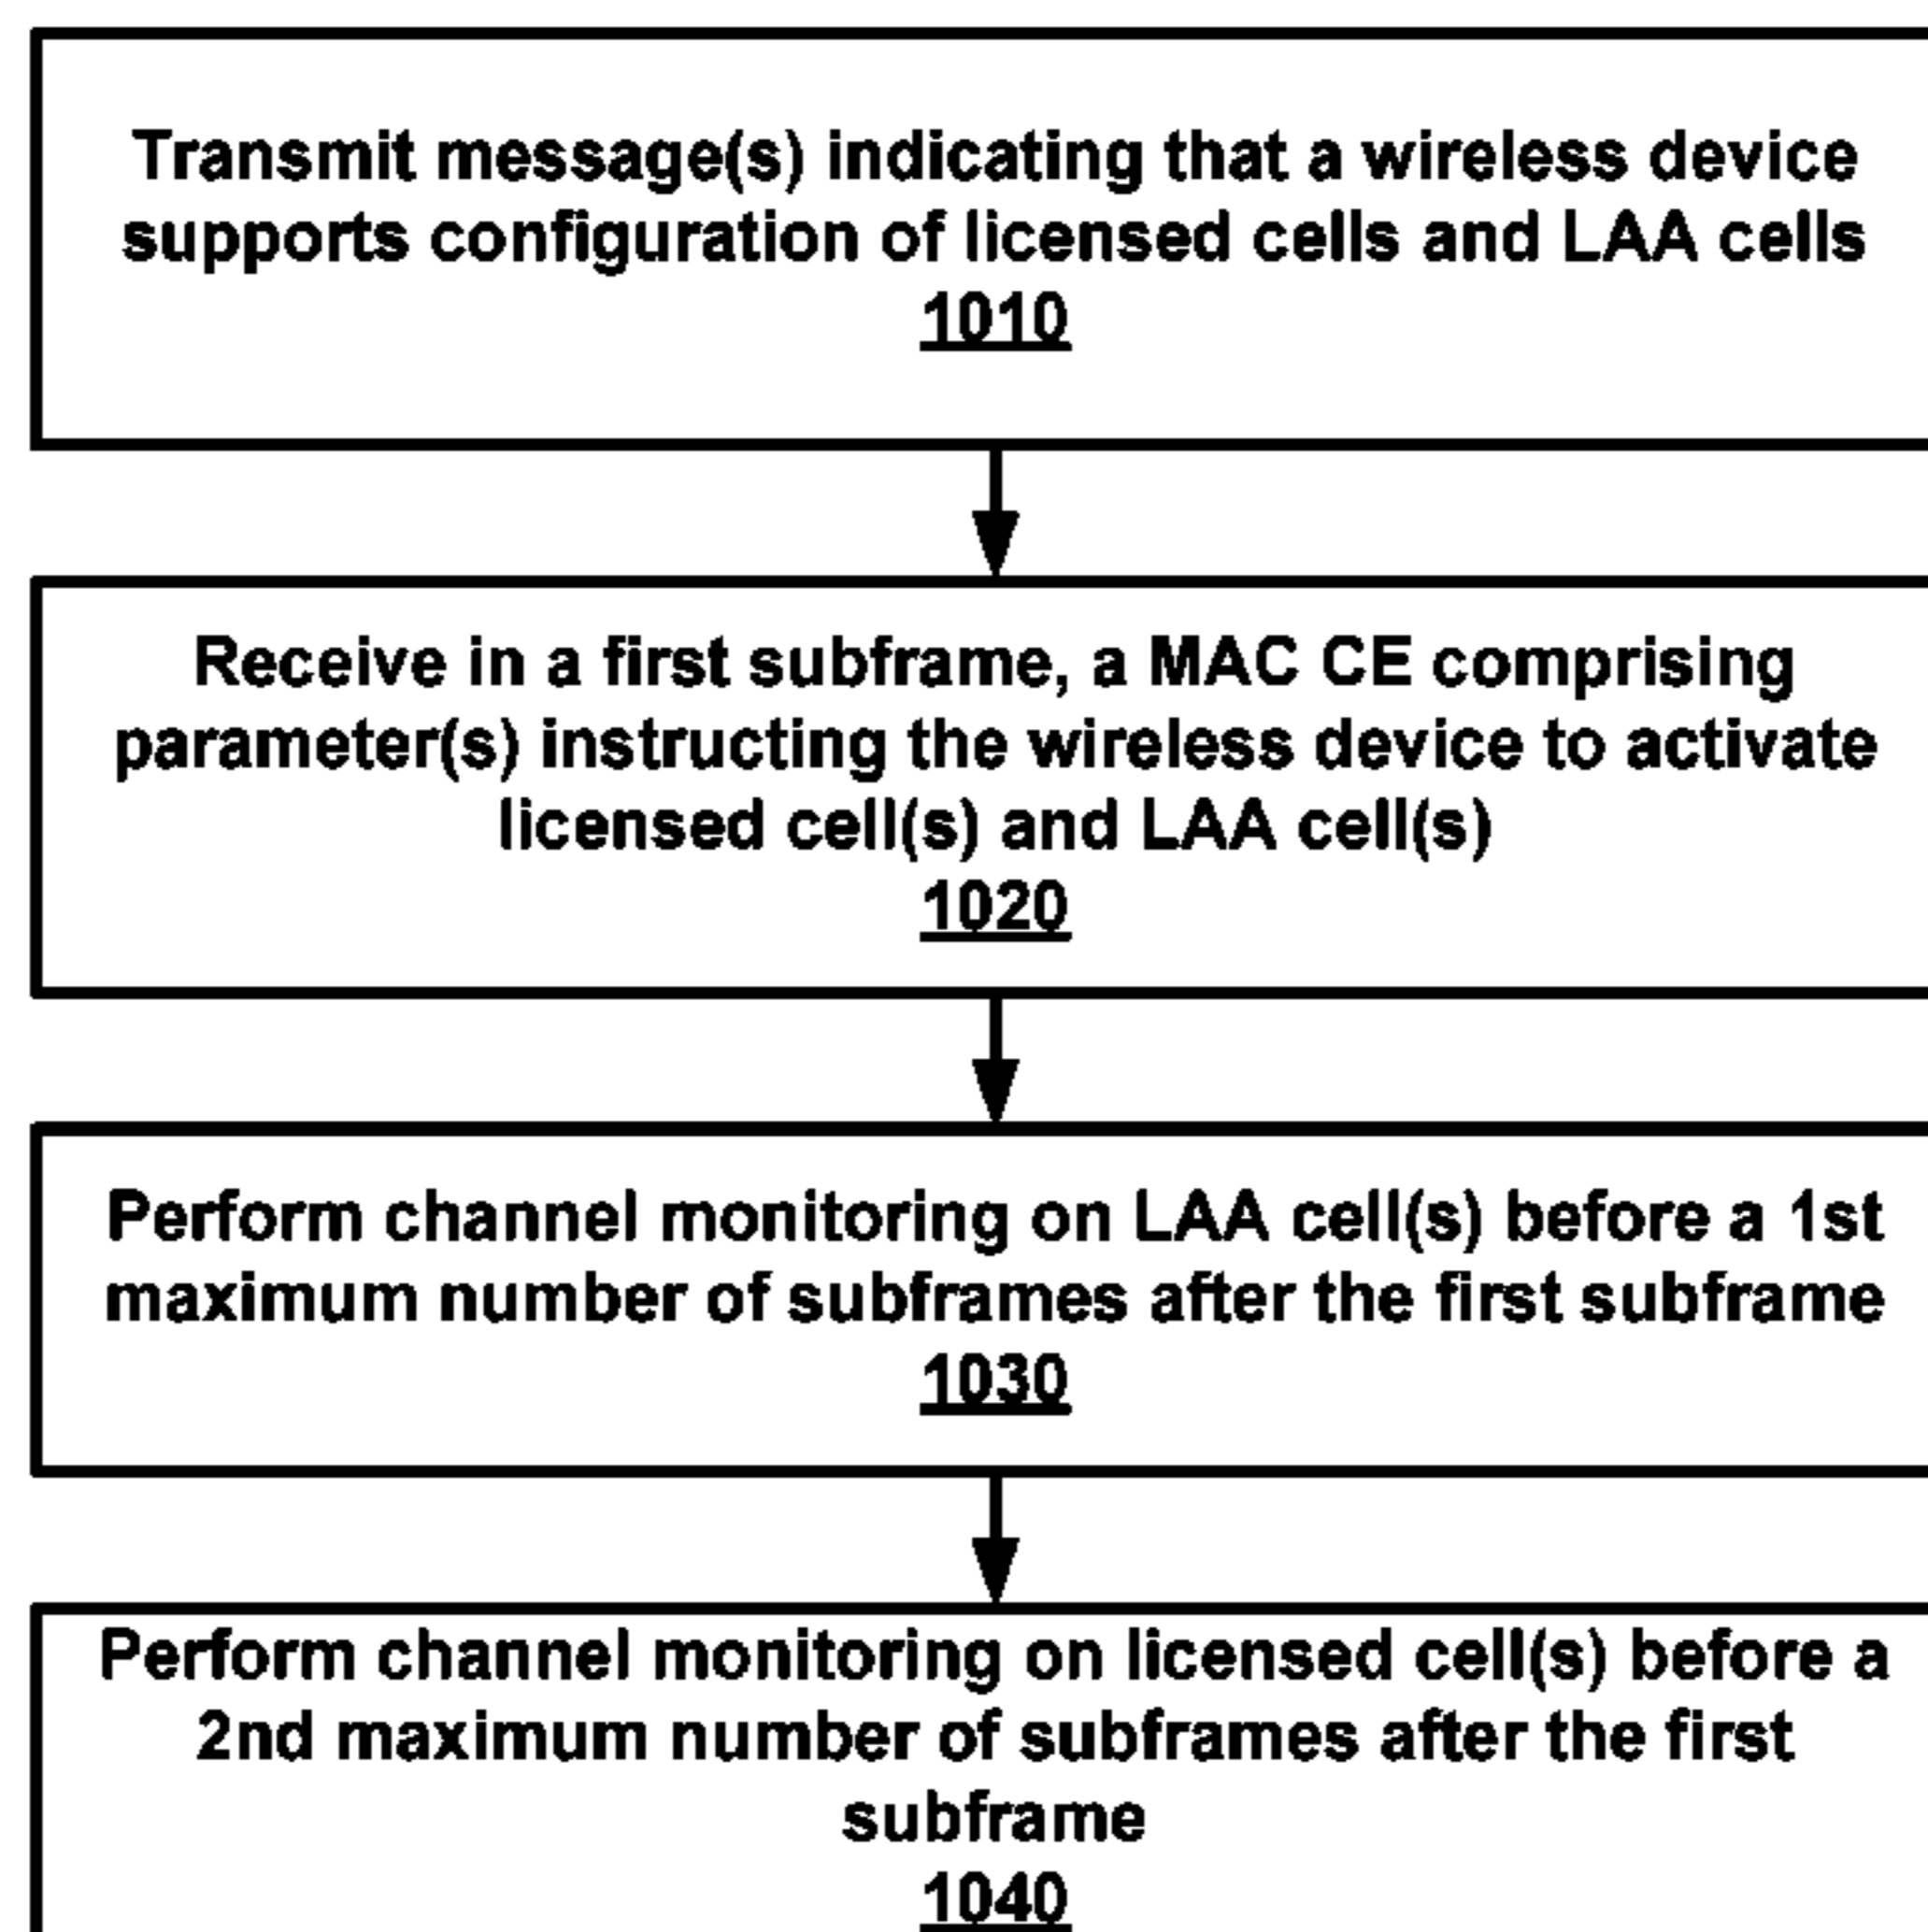 Transmit message(s) indicating that a wireless device
supports configuration of licensed cells and LAA cells
1010
Receive in a first subframe, a MAC CE comprising
parameter(s) instructing the wireless device to activate
licensed cell(s) and LAA cell(s)
1020
Perform channel monitoring on LAA cell(s) before a 1st
maximum number of subframes after the first subframe
1030
Perform channel monitoring on licensed cell(s) before a
2nd maximum number of subframes after the first
subframe
1040